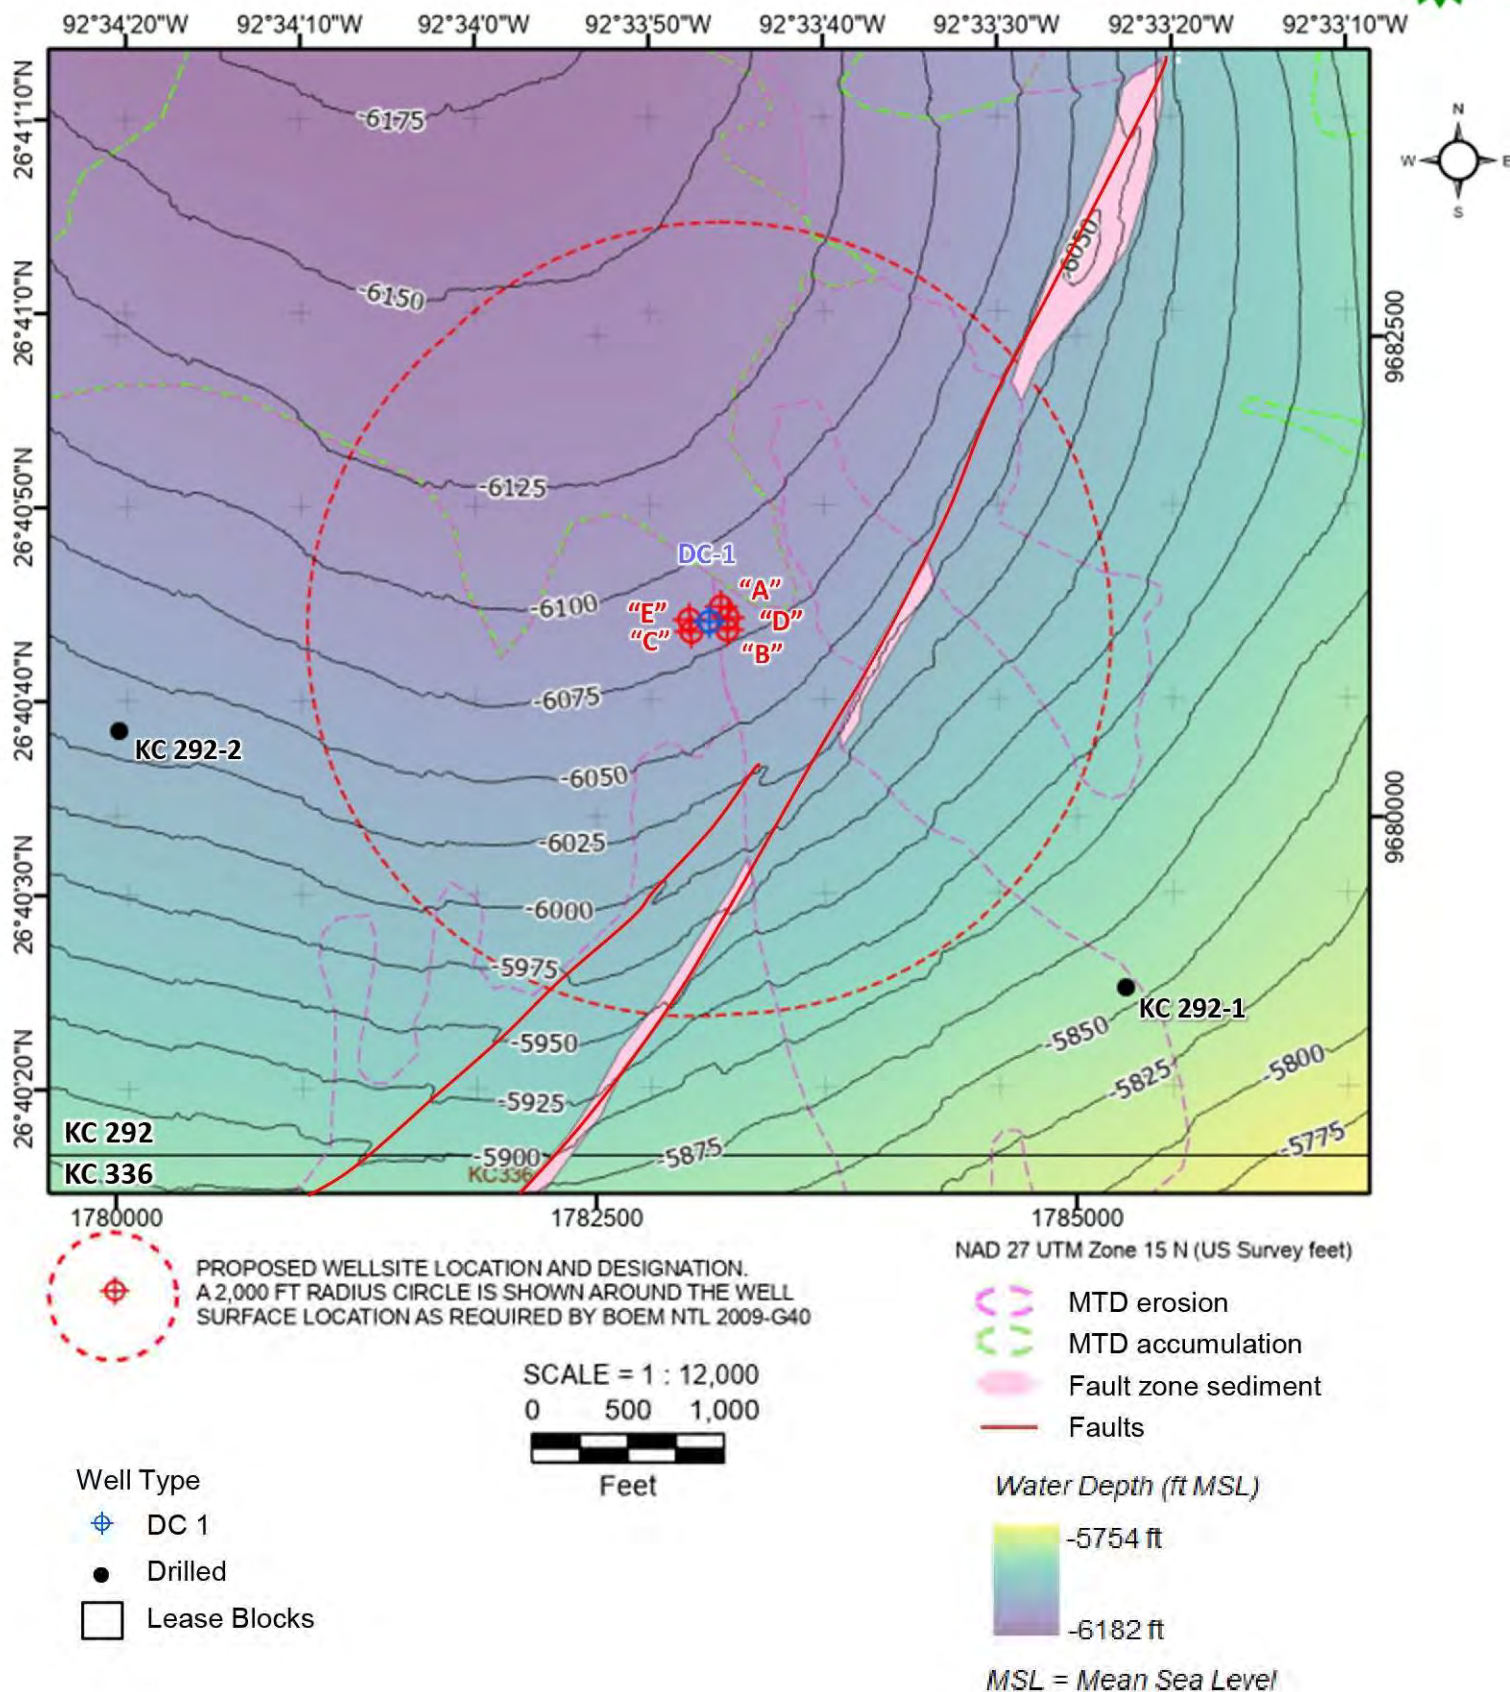 92°34'20"W 92°34'10"W 92°34'0"W 92°33'50"W 92°33'40"W 92°33'30"W 92°33'20"W 92°33'10"W
26°41'10"N
-6175
N
W E
S
-6050
26°41'0"N
-6150
9682500
26°40'50"N
-6125
DC-1
"A"
-6100
"E"
"D"
"C"
"B"
26°40'40"N
-6075
KC 292-2
-6050
9680000
-6025
26°40'30"N
-6000
-5975
KC 292-1
-5850
-5950
-5800
-5825
26°40'20"N
-5925
KC 292
-5775
-5900
-5875
KC 336
KC336
1780000 1782500 1785000
PROPOSED WELLSITE LOCATION AND DESIGNATION.
A 2,000 FT RADIUS CIRCLE IS SHOWN AROUND THE WELL
SURFACE LOCATION AS REQUIRED BY BOEM NTL 2009-G40
SCALE = 1 : 12,000
0 500 1,000
Feet
Well Type
DC 1
Drilled
Lease Blocks
NAD 27 UTM Zone 15 N (US Survey feet)
MTD erosion
MTD accumulation
Fault zone sediment
Faults
Water Depth (ft MSL)
-5754 ft
-6182 ft
MSL = Mean Sea Level